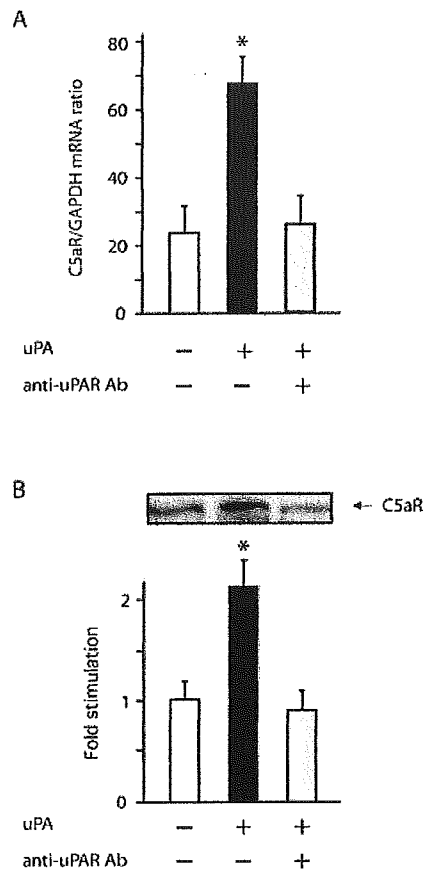 A
C5aR/GAPDH mRNA ratio
80
60
40
20
0
*
uPA − + +
anti-uPAR Ab − − +
B
← C5aR
Fold stimulation
2
1
0
*
uPA − + +
anti-uPAR Ab − − +